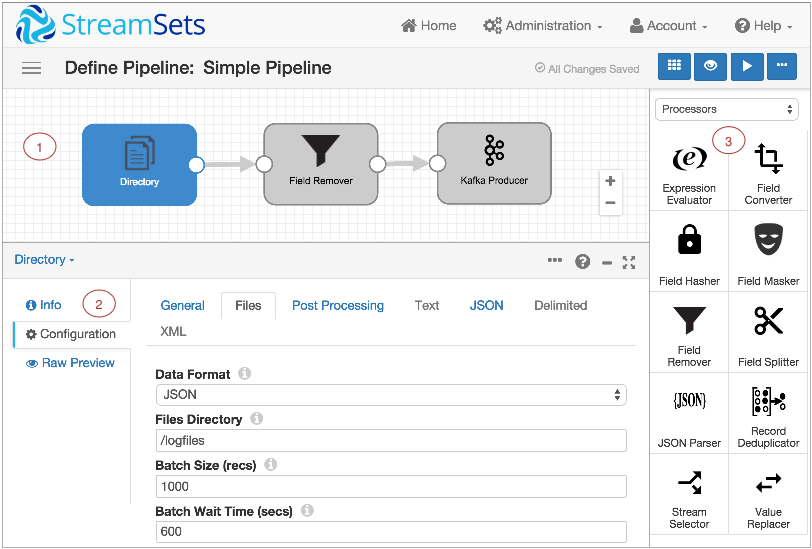 StreamSets
Home
Administration
Account
Help
Define Pipeline: Simple Pipeline
All Changes Saved
1
Directory
Field Remover
Kafka Producer
+
−
Processors
3
Expression
Evaluator
Field
Converter
Field Hasher
Field Masker
Field
Remover
Field Splitter
{JSON}
JSON Parser
Record
Deduplicator
Stream
Selector
Value
Replacer
Directory
Info
2
Configuration
Raw Preview
General
Files
Post Processing
Text
JSON
Delimited
XML
Data Format
JSON
Files Directory
/logfiles
Batch Size (recs)
1000
Batch Wait Time (secs)
600